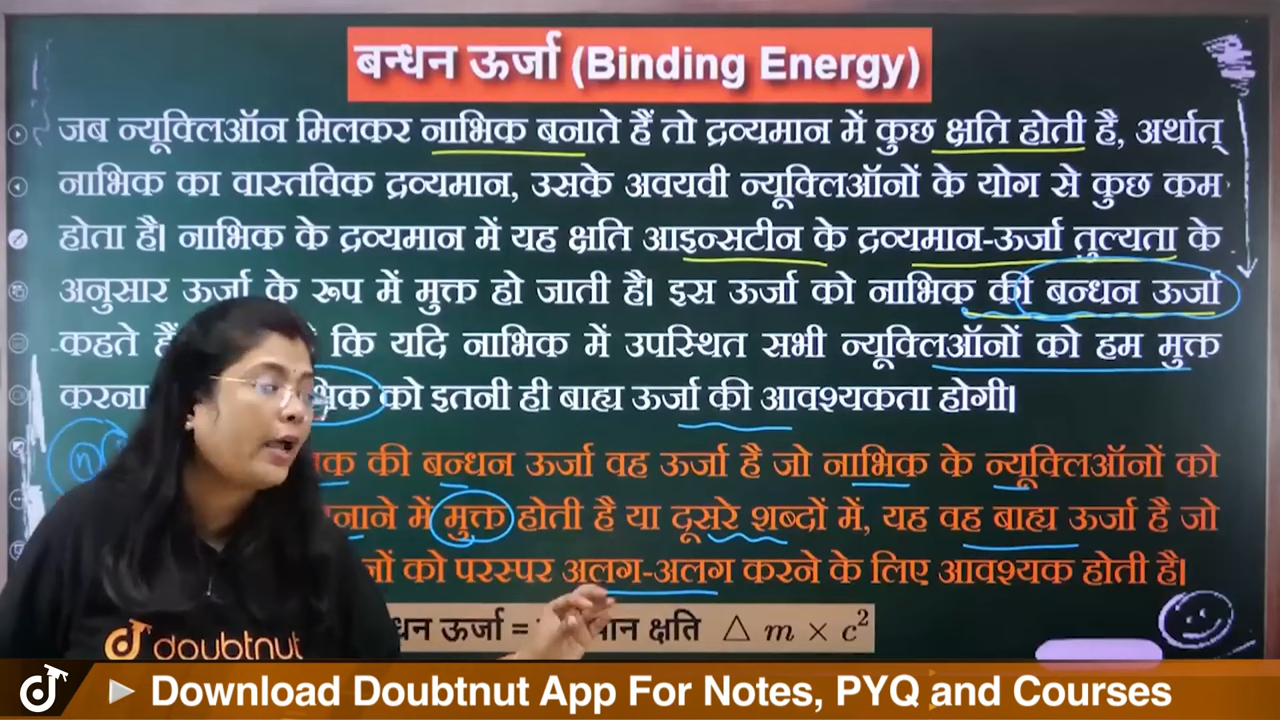 बन्धन ऊर्जा (Binding Energy)
जब न्यूक्लिऑन मिलकर नाभिक बनाते हैं तो द्रव्यमान में कुछ क्षति होती है, अर्थात्
नाभिक का वास्तविक द्रव्यमान, उसके अवयवी न्यूक्लिऑनों के योग से कुछ कम
होता है। नाभिक के द्रव्यमान में यह क्षति आइन्सटीन के द्रव्यमान-ऊर्जा तुल्यता के
अनुसार ऊर्जा के रूप में मुक्त हो जाती है। इस ऊर्जा को नाभिक की बन्धन ऊर्जा
कहते कि यदि नाभिक में उपस्थित सभी न्यूक्लिऑनों को हम मुक्त
करना को इतनी ही बाह्य ऊर्जा की आवश्यकता होगी।
की बन्धन ऊर्जा वह ऊर्जा है जो नाभिक के न्यूक्लिऑनों को
में मुक्त होती है या दूसरे शब्दों में, यह वह बाह्य ऊर्जा है जो
को परस्पर अलग-अलग करने के लिए आवश्यक होती है।
ऊर्जा = क्षति △ m × c²
doubtnut
Download Doubtnut App For Notes, PYQ and Courses